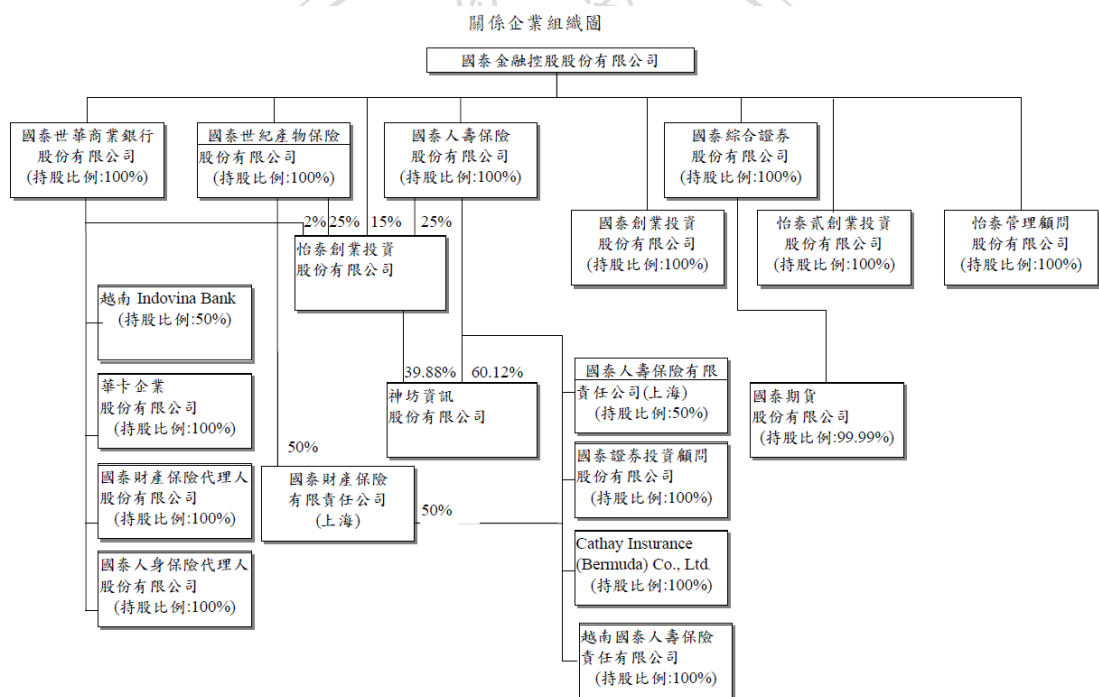 關係企業組織圖
國泰金融控股股份有限公司
國泰世華商業銀行
股份有限公司
(持股比例:100%)
國泰世紀產物保險
股份有限公司
(持股比例:100%)
國泰人壽保險
股份有限公司
(持股比例:100%)
國泰綜合證券
股份有限公司
(持股比例:100%)
國泰創業投資
股份有限公司
(持股比例:100%)
怡泰貳創業投資
股份有限公司
(持股比例:100%)
怡泰管理顧問
股份有限公司
(持股比例:100%)
2%
25%
15%
25%
怡泰創業投資
股份有限公司
越南 Indovina Bank
(持股比例:50%)
華卡企業
股份有限公司
(持股比例:100%)
國泰財產保險代理人
股份有限公司
(持股比例:100%)
國泰人身保險代理人
股份有限公司
(持股比例:100%)
39.88%
60.12%
神坊資訊
股份有限公司
50%
國泰財產保險
有限責任公司
(上海)
50%
國泰人壽保險有限
責任公司(上海)
(持股比例:50%)
國泰證券投資顧問
股份有限公司
(持股比例:100%)
Cathay Insurance
(Bermuda) Co., Ltd.
(持股比例:100%)
越南國泰人壽保險
責任有限公司
(持股比例:100%)
國泰期貨
股份有限公司
(持股比例:99.99%)